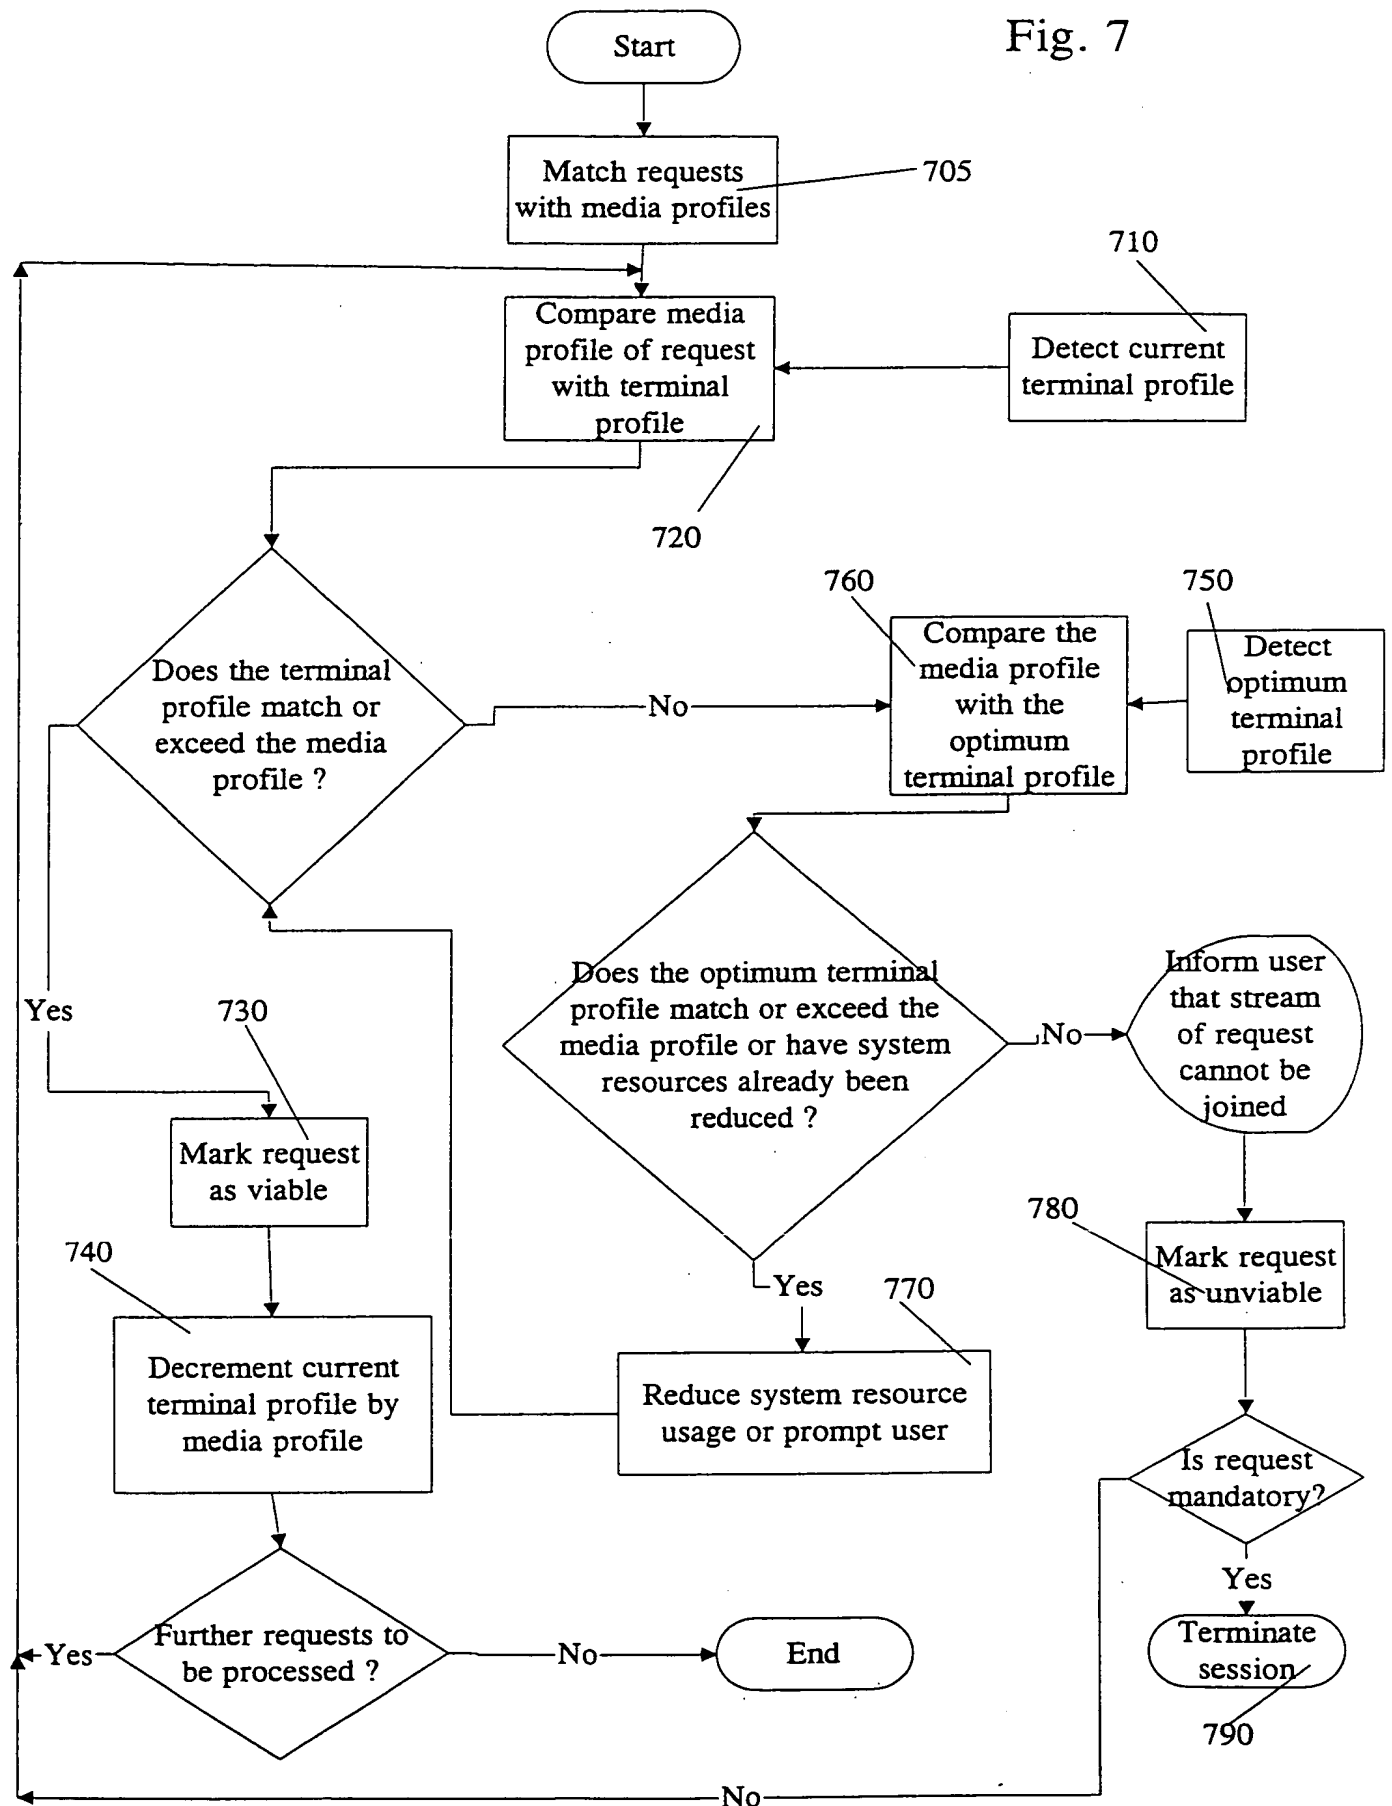 Fig. 7
Start
Match requests
with media profiles
705
710
Compare media
profile of request
with terminal
profile
Detect current
terminal profile
720
760
750
Does the terminal
profile match or
exceed the media
profile ?
No
Compare the
media profile
with the
optimum
terminal profile
Detect
optimum
terminal
profile
Yes
730
Does the optimum terminal
profile match or exceed the
media profile or have system
resources already been
reduced ?
No
Inform user
that stream
of request
cannot be
joined
Mark request
as viable
740
Yes
770
780
Mark request
as unviable
Decrement current
terminal profile by
media profile
Reduce system resource
usage or prompt user
Is request
mandatory?
Yes
Yes
Further requests to
be processed ?
No
End
Terminate
session
790
No